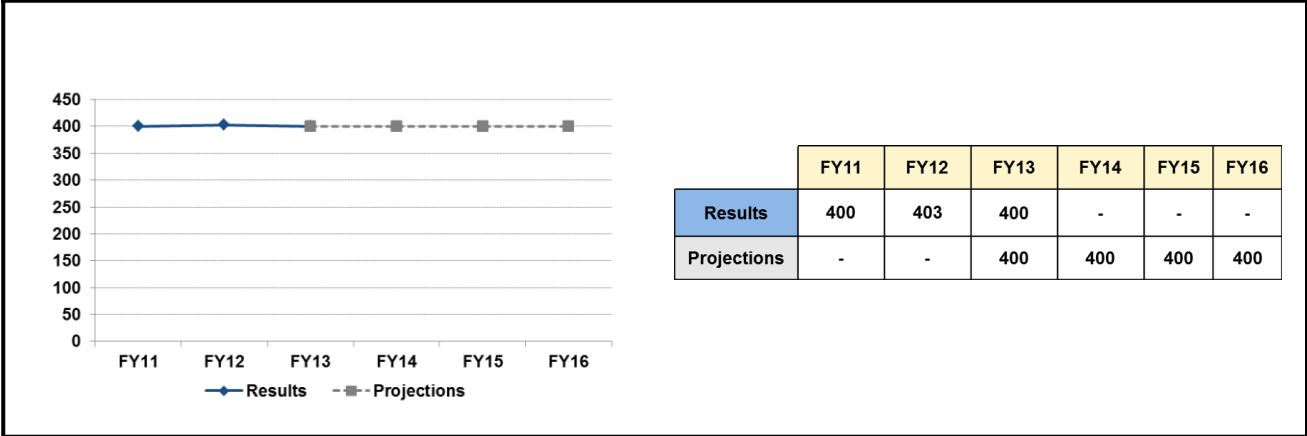 450
400
350
300
250
200
150
100
50
0
FY11 FY12 FY13 FY14 FY15 FY16
Results Projections
FY11 FY12 FY13 FY14 FY15 FY16
Results 400 403 400 - - -
Projections - - 400 400 400 400